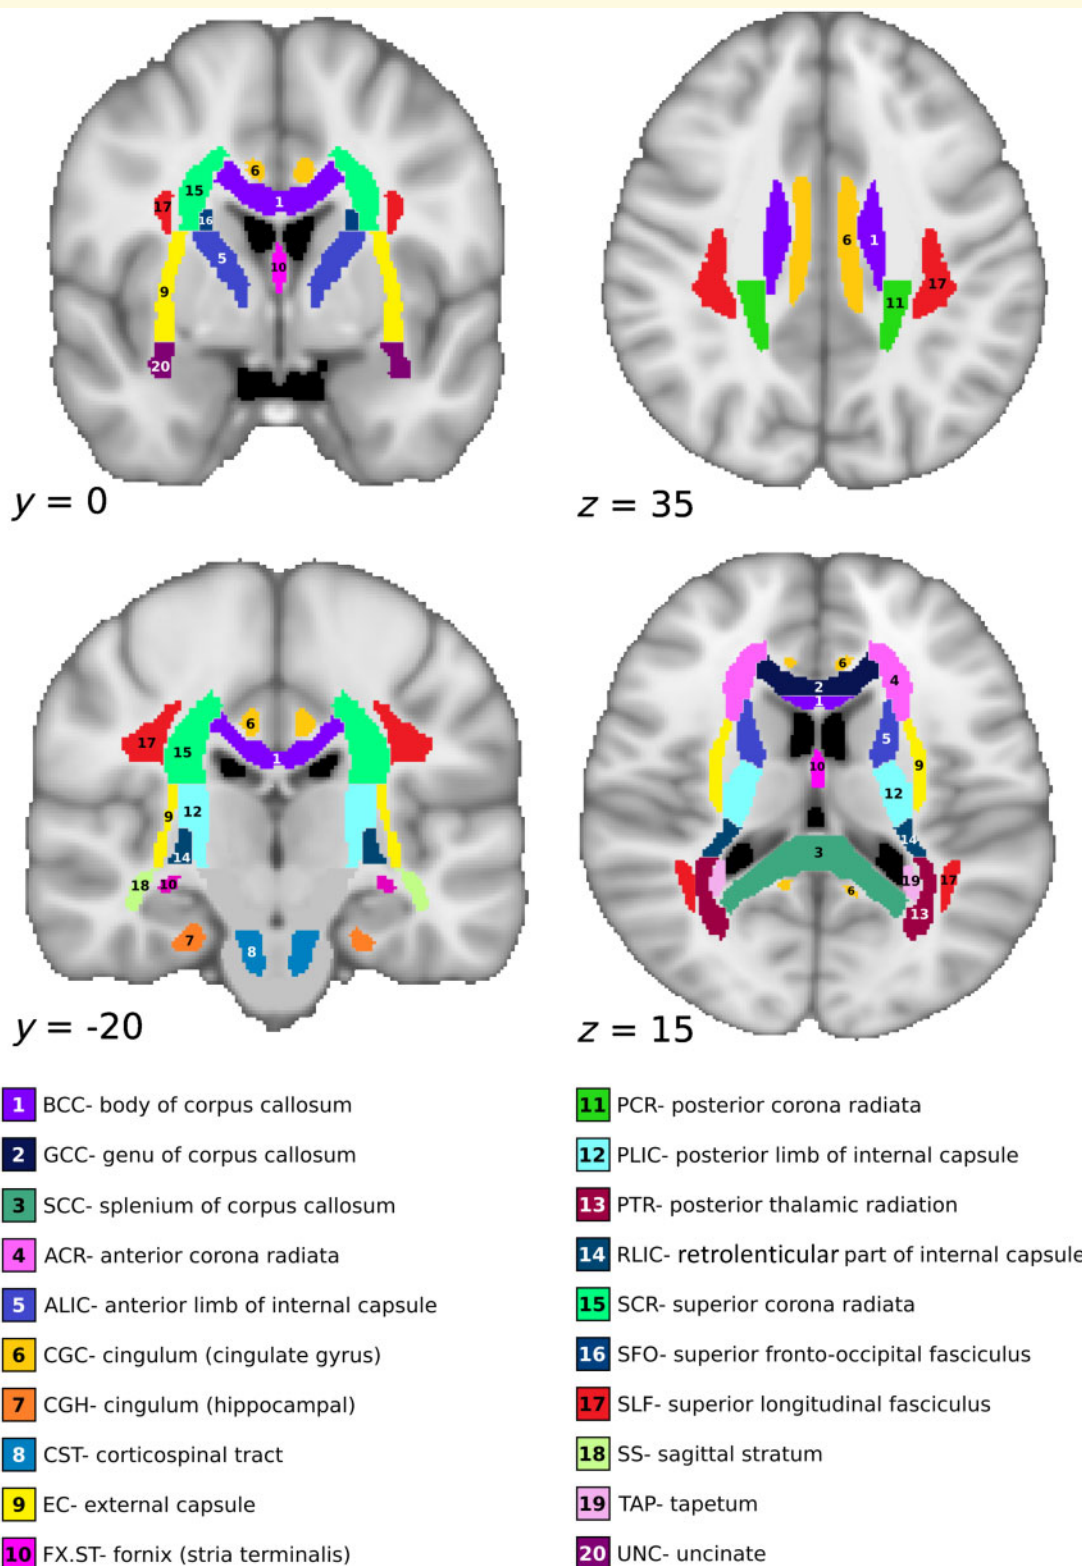 6
15
1
17
16
5
10
9
20
y = 0
6
1
17
11
z = 35
6
17
15
1
9
12
14
18
10
7
8
y = -20
6
4
2
1
5
10
9
12
14
3
19
17
6
13
z = 15
1 BCC- body of corpus callosum
2 GCC- genu of corpus callosum
3 SCC- splenium of corpus callosum
4 ACR- anterior corona radiata
5 ALIC- anterior limb of internal capsule
6 CGC- cingulum (cingulate gyrus)
7 CGH- cingulum (hippocampal)
8 CST- corticospinal tract
9 EC- external capsule
10 FX.ST- fornix (stria terminalis)
11 PCR- posterior corona radiata
12 PLIC- posterior limb of internal capsule
13 PTR- posterior thalamic radiation
14 RLIC- retrolenticular part of internal capsule
15 SCR- superior corona radiata
16 SFO- superior fronto-occipital fasciculus
17 SLF- superior longitudinal fasciculus
18 SS- sagittal stratum
19 TAP- tapetum
20 UNC- uncinate